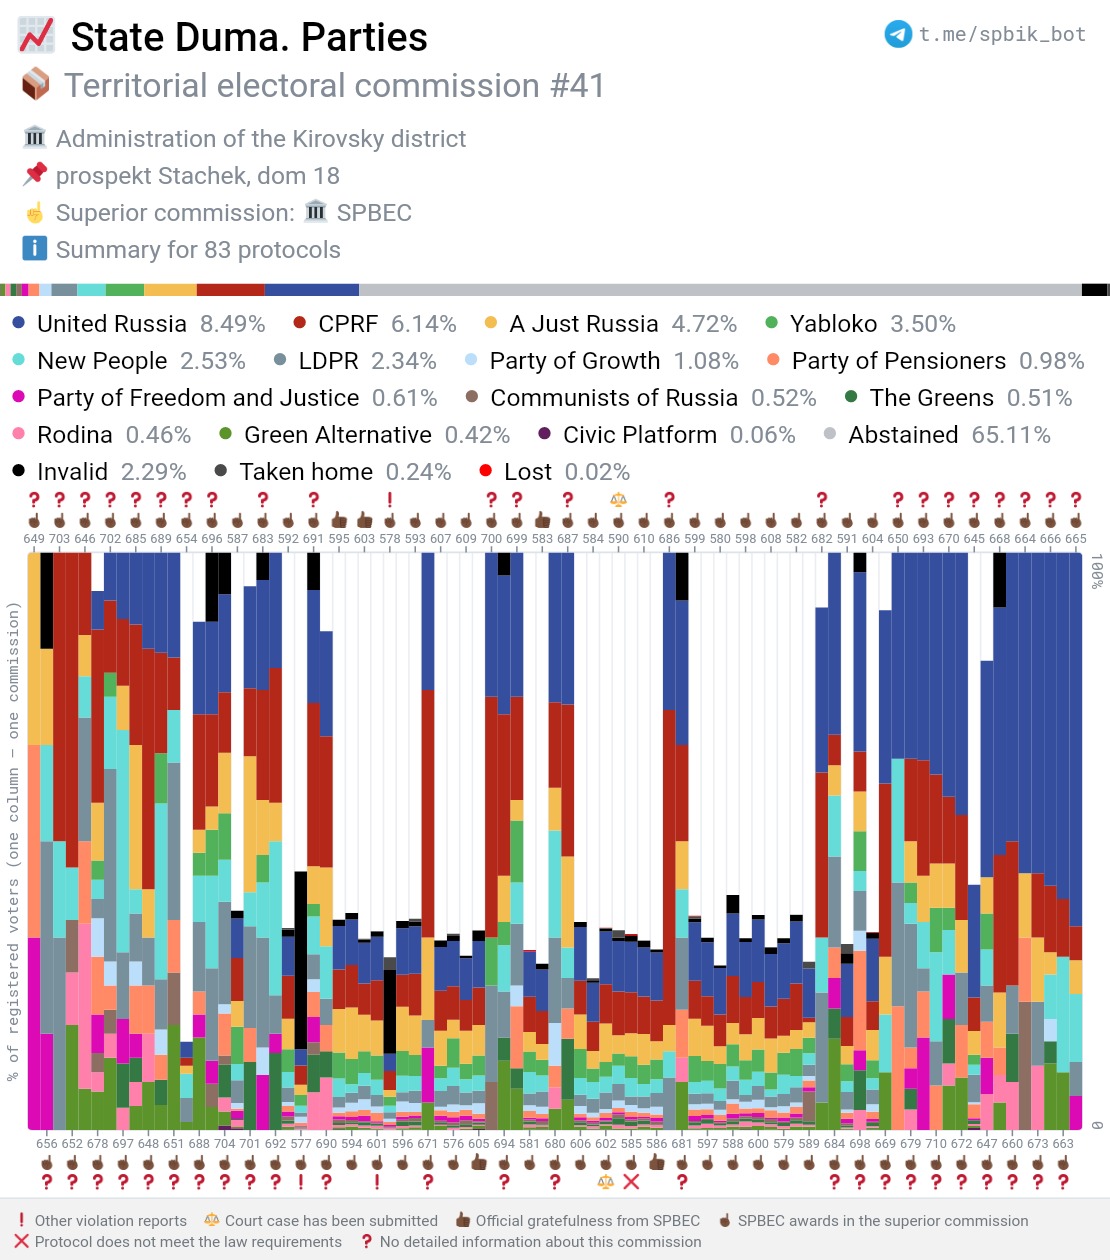 State Duma. Parties
t.me/spbik_bot
Territorial electoral commission #41
Administration of the Kirovsky district
prospekt Stachek, dom 18
Superior commission: SPBEC
Summary for 83 protocols
United Russia 8.49% CPRF 6.14% A Just Russia 4.72% Yabloko 3.50%
New People 2.53% LDPR 2.34% Party of Growth 1.08% Party of Pensioners 0.98%
Party of Freedom and Justice 0.61% Communists of Russia 0.52% The Greens 0.51%
Rodina 0.46% Green Alternative 0.42% Civic Platform 0.06% Abstained 65.11%
Invalid 2.29% Taken home 0.24% Lost 0.02%
649 703 646 702 685 689 654 696 587 683 592 691 595 603 578 593 607 609 700 699 583 687 584 590 610 686 599 580 598 608 582 682 591 604 650 693 670 645 668 664 666 665
100%
% of registered voters (one column – one commission)
0
656 652 678 697 648 651 688 704 701 692 577 690 594 601 596 671 576 605 694 581 680 606 602 585 586 681 597 588 600 579 589 684 698 669 679 710 672 647 660 673 663
Other violation reports Court case has been submitted Official gratefulness from SPBEC SPBEC awards in the superior commission
Protocol does not meet the law requirements No detailed information about this commission